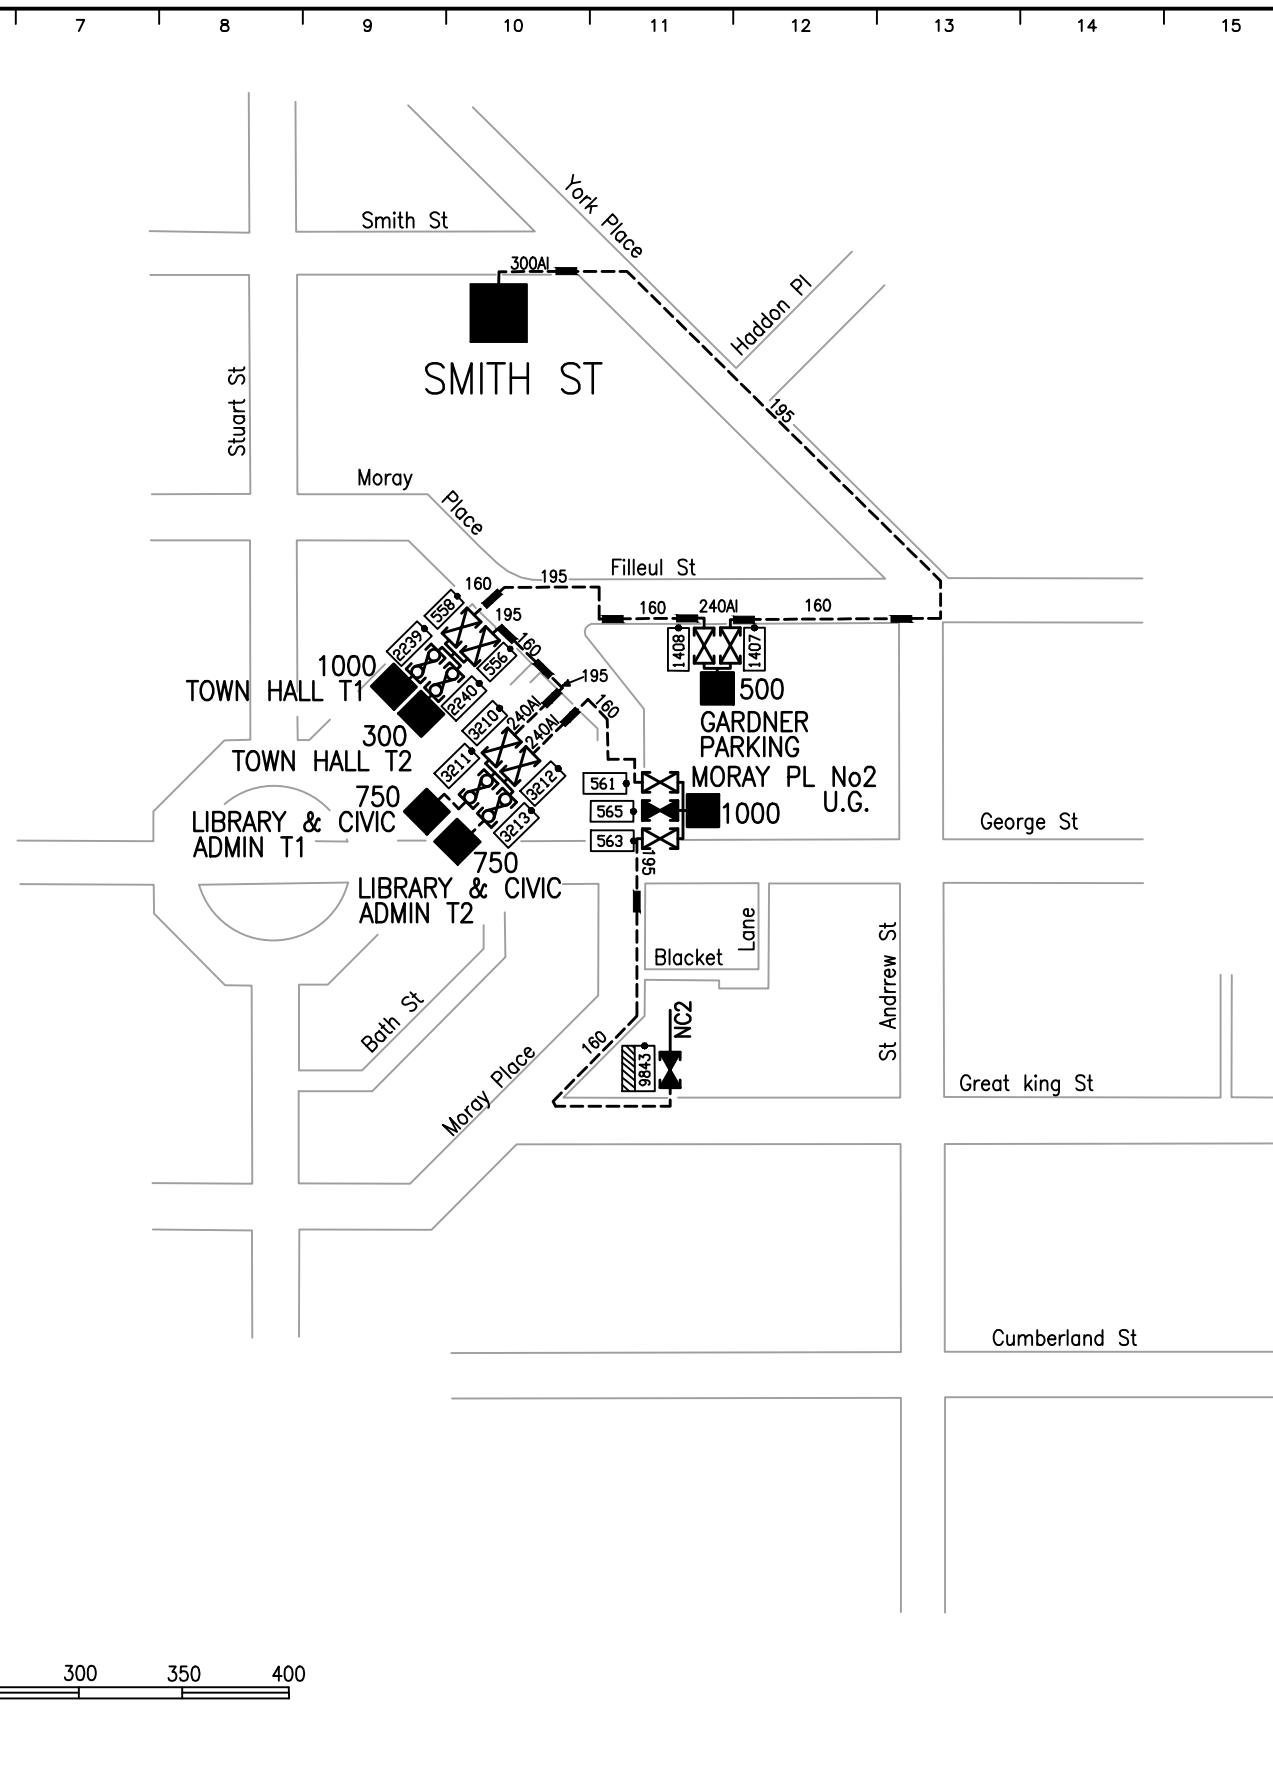 7 8 9 10 11 12 13 14 15
York Place
Smith St
300Al
Haddon Pl
SMITH ST
Stuart St
195
Moray
Place
Filleul St
160
195
558
195
160
240Al
160
2239
160
556
1408
1407
1000
TOWN HALL T1
2240
195
500
300
TOWN HALL T2
3210
240Al
160
GARDNER
PARKING
240Al
3211
3212
561
MORAY PL No2
U.G.
750
LIBRARY & CIVIC
ADMIN T1
565
1000
3213
563
George St
750
LIBRARY & CIVIC
ADMIN T2
195
Lane
Blacket
St Andrrew St
Bath St
NC2
160
9843
Moray Place
Great king St
Cumberland St
300 350 400